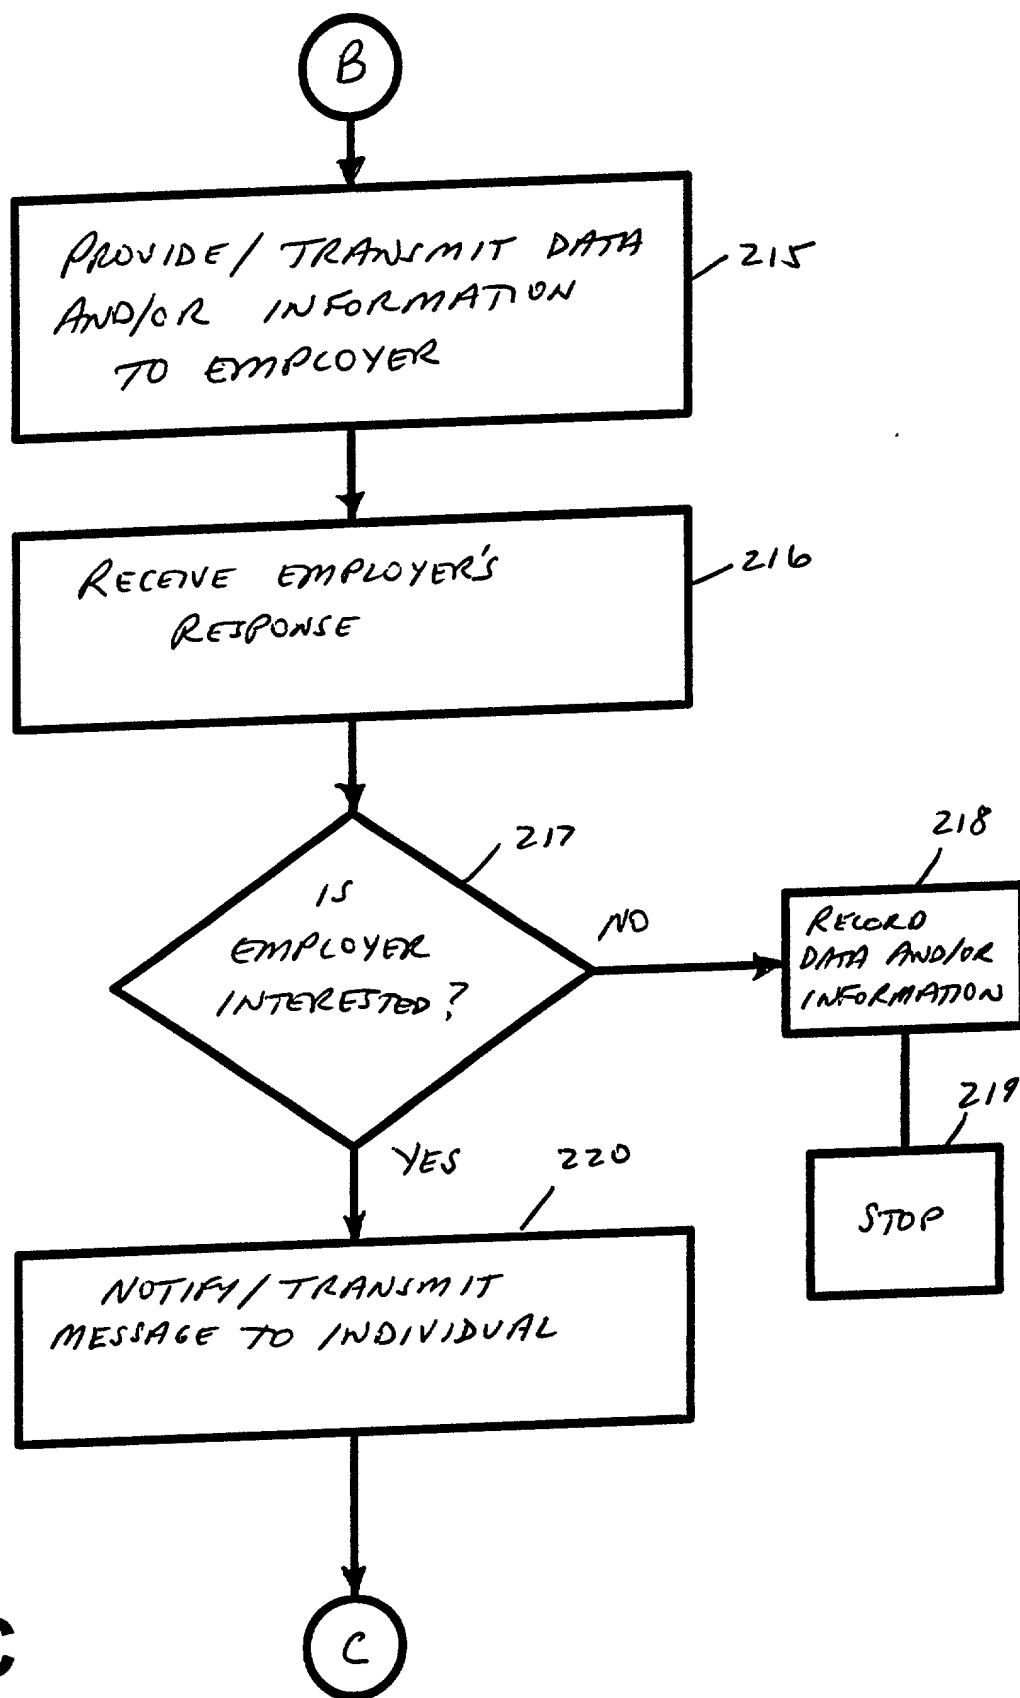 B
PROVIDE / TRANSMIT DATA
AND/OR INFORMATION
TO EMPLOYER
215
RECEIVE EMPLOYER'S
RESPONSE
216
217
IS
EMPLOYER
INTERESTED?
NO
218
RECORD
DATA AND/OR
INFORMATION
219
STOP
YES
220
NOTIFY / TRANSMIT
MESSAGE TO INDIVIDUAL
C
C